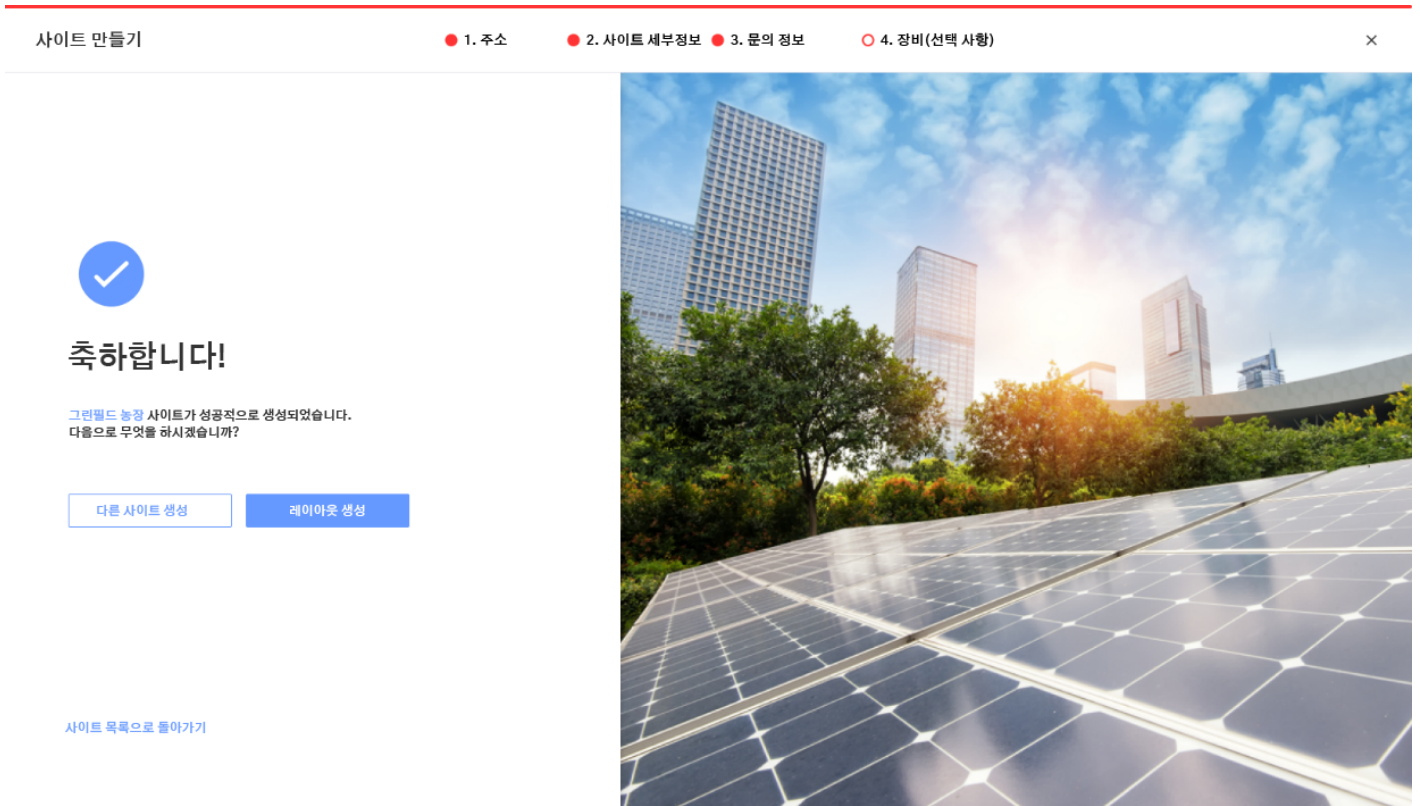 사이트 만들기
1. 주소
2. 사이트 세부정보
3. 문의 정보
4. 장비(선택 사항)
축하합니다!
그린필드 농장 사이트가 성공적으로 생성되었습니다.
다음으로 무엇을 하시겠습니까?
다른 사이트 생성
레이아웃 생성
사이트 목록으로 돌아가기